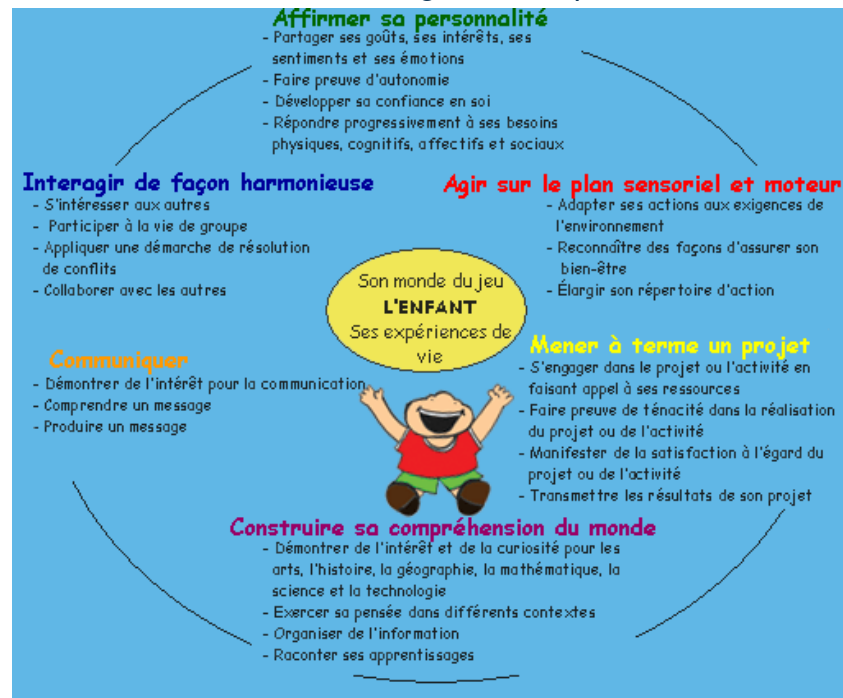 Affirmer sa personnalité
- Partager ses goûts, ses intérêts, ses
sentiments et ses émotions
- Faire preuve d'autonomie
- Développer sa confiance en soi
- Répondre progressivement à ses besoins
physiques, cognitifs, affectifs et sociaux
Interagir de façon harmonieuse
- S'intéresser aux autres
- Participer à la vie de groupe
- Appliquer une démarche de résolution
de conflits
- Collaborer avec les autres
Agir sur le plan sensoriel et moteur
- Adapter ses actions aux exigences de
l'environnement
- Reconnaître des façons d'assurer son
bien-être
- Élargir son répertoire d'action
Son monde du jeu
L'ENFANT
Ses expériences de
vie
Communiquer
- Démontrer de l'intérêt pour la communication
- Comprendre un message
- Produire un message
Mener à terme un projet
- S'engager dans le projet ou l'activité en
faisant appel à ses ressources
- Faire preuve de ténacité dans la réalisation
du projet ou de l'activité
- Manifester de la satisfaction à l'égard du
projet ou de l'activité
- Transmettre les résultats de son projet
Construire sa compréhension du monde
- Démontrer de l'intérêt et de la curiosité pour les
arts, l'histoire, la géographie, la mathématique, la
science et la technologie
- Exercer sa pensée dans différents contextes
- Organiser de l'information
- Raconter ses apprentissages